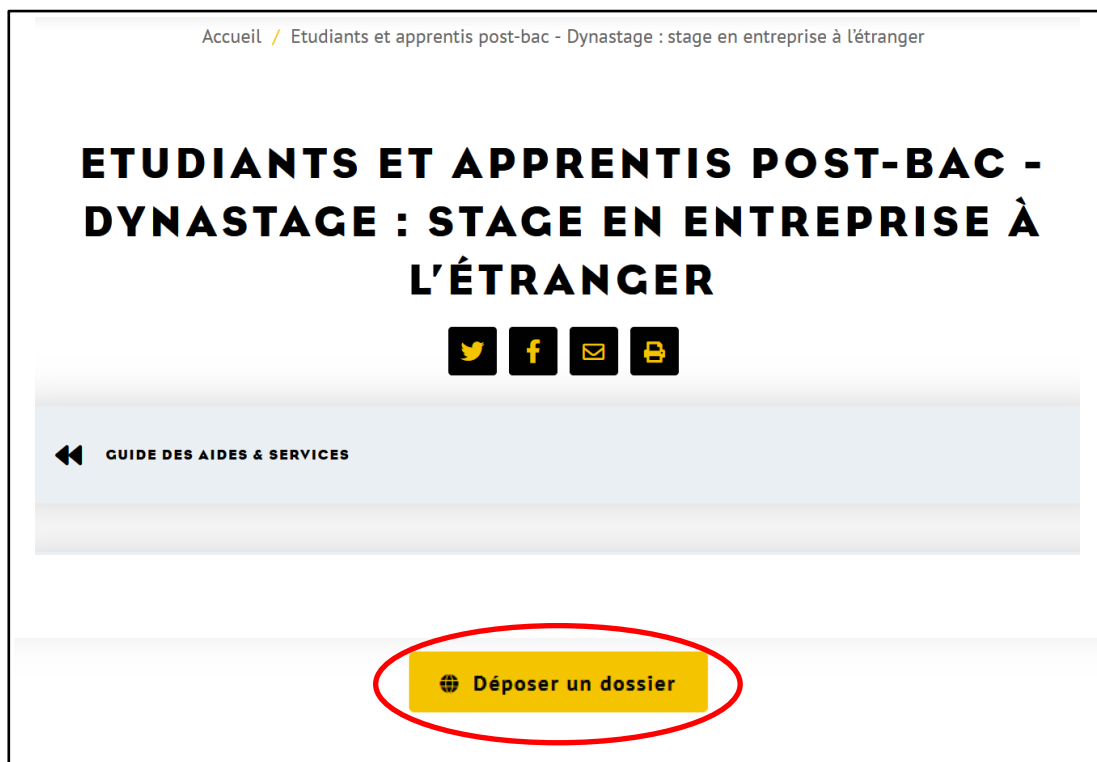 Accueil / Etudiants et apprentis post-bac - Dynastage : stage en entreprise à l'étranger
ETUDIANTS ET APPRENTIS POST-BAC -
DYNASTAGE : STAGE EN ENTREPRISE À
L'ÉTRANGER
GUIDE DES AIDES & SERVICES
Déposer un dossier